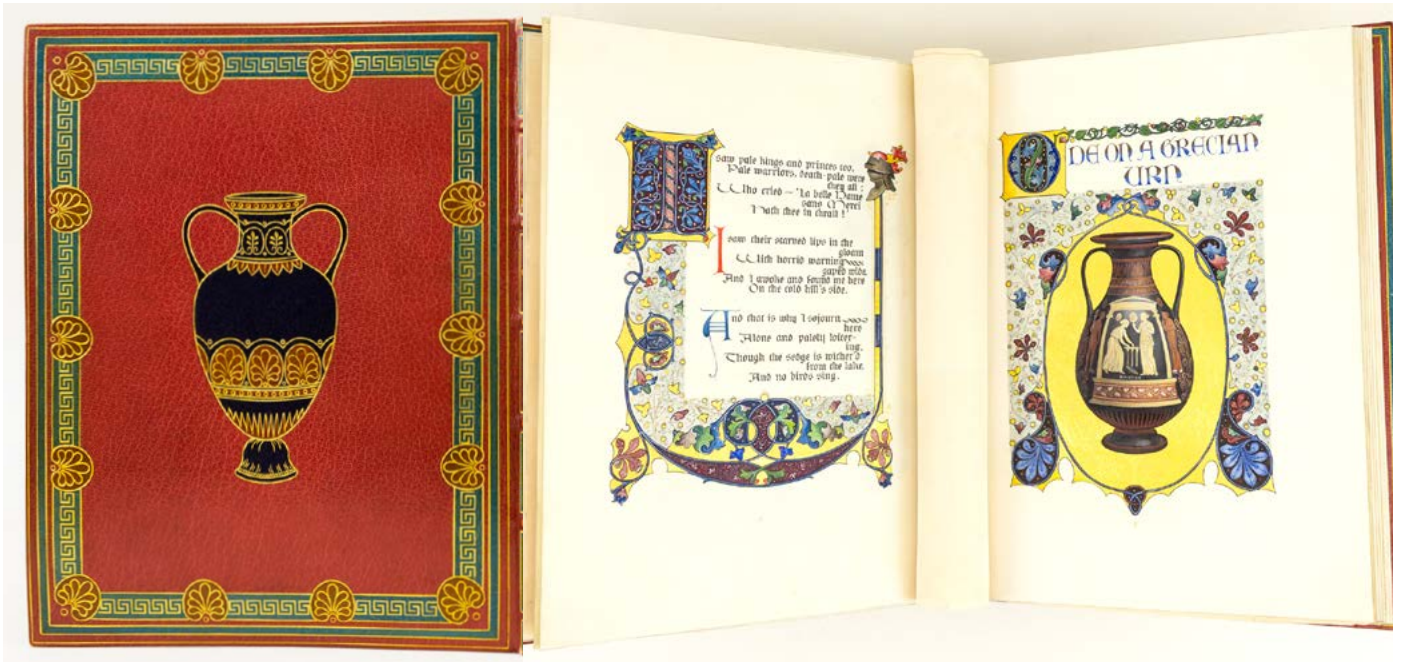 I saw pale kings and princes too,
Pale warriors, death-pale were
they all :
Who cried – 'La belle Dame
sans Merci
Hath thee in thrall !'
I saw their starved lips in the
gloam
With horrid warning
gaped wide,
And I awoke and found me here
On the cold hill's side.
And that is why I sojourn
here
Alone and palely loiter-
ing,
Though the sedge is wither'd
from the lake,
And no birds sing.
ODE ON A GRECIAN
URN